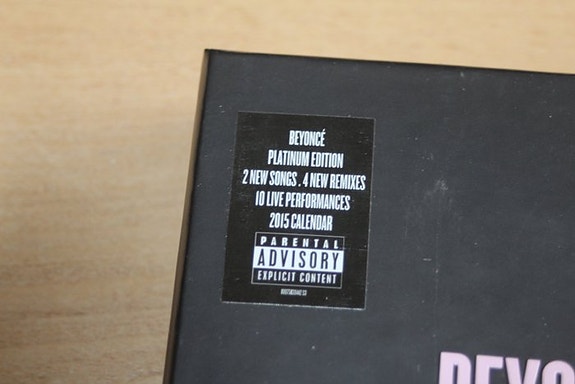 BEYONCÉ
PLATINUM EDITION
2 NEW SONGS . 4 NEW REMIXES
10 LIVE PERFORMANCES
2015 CALENDAR
PARENTAL
ADVISORY
EXPLICIT CONTENT